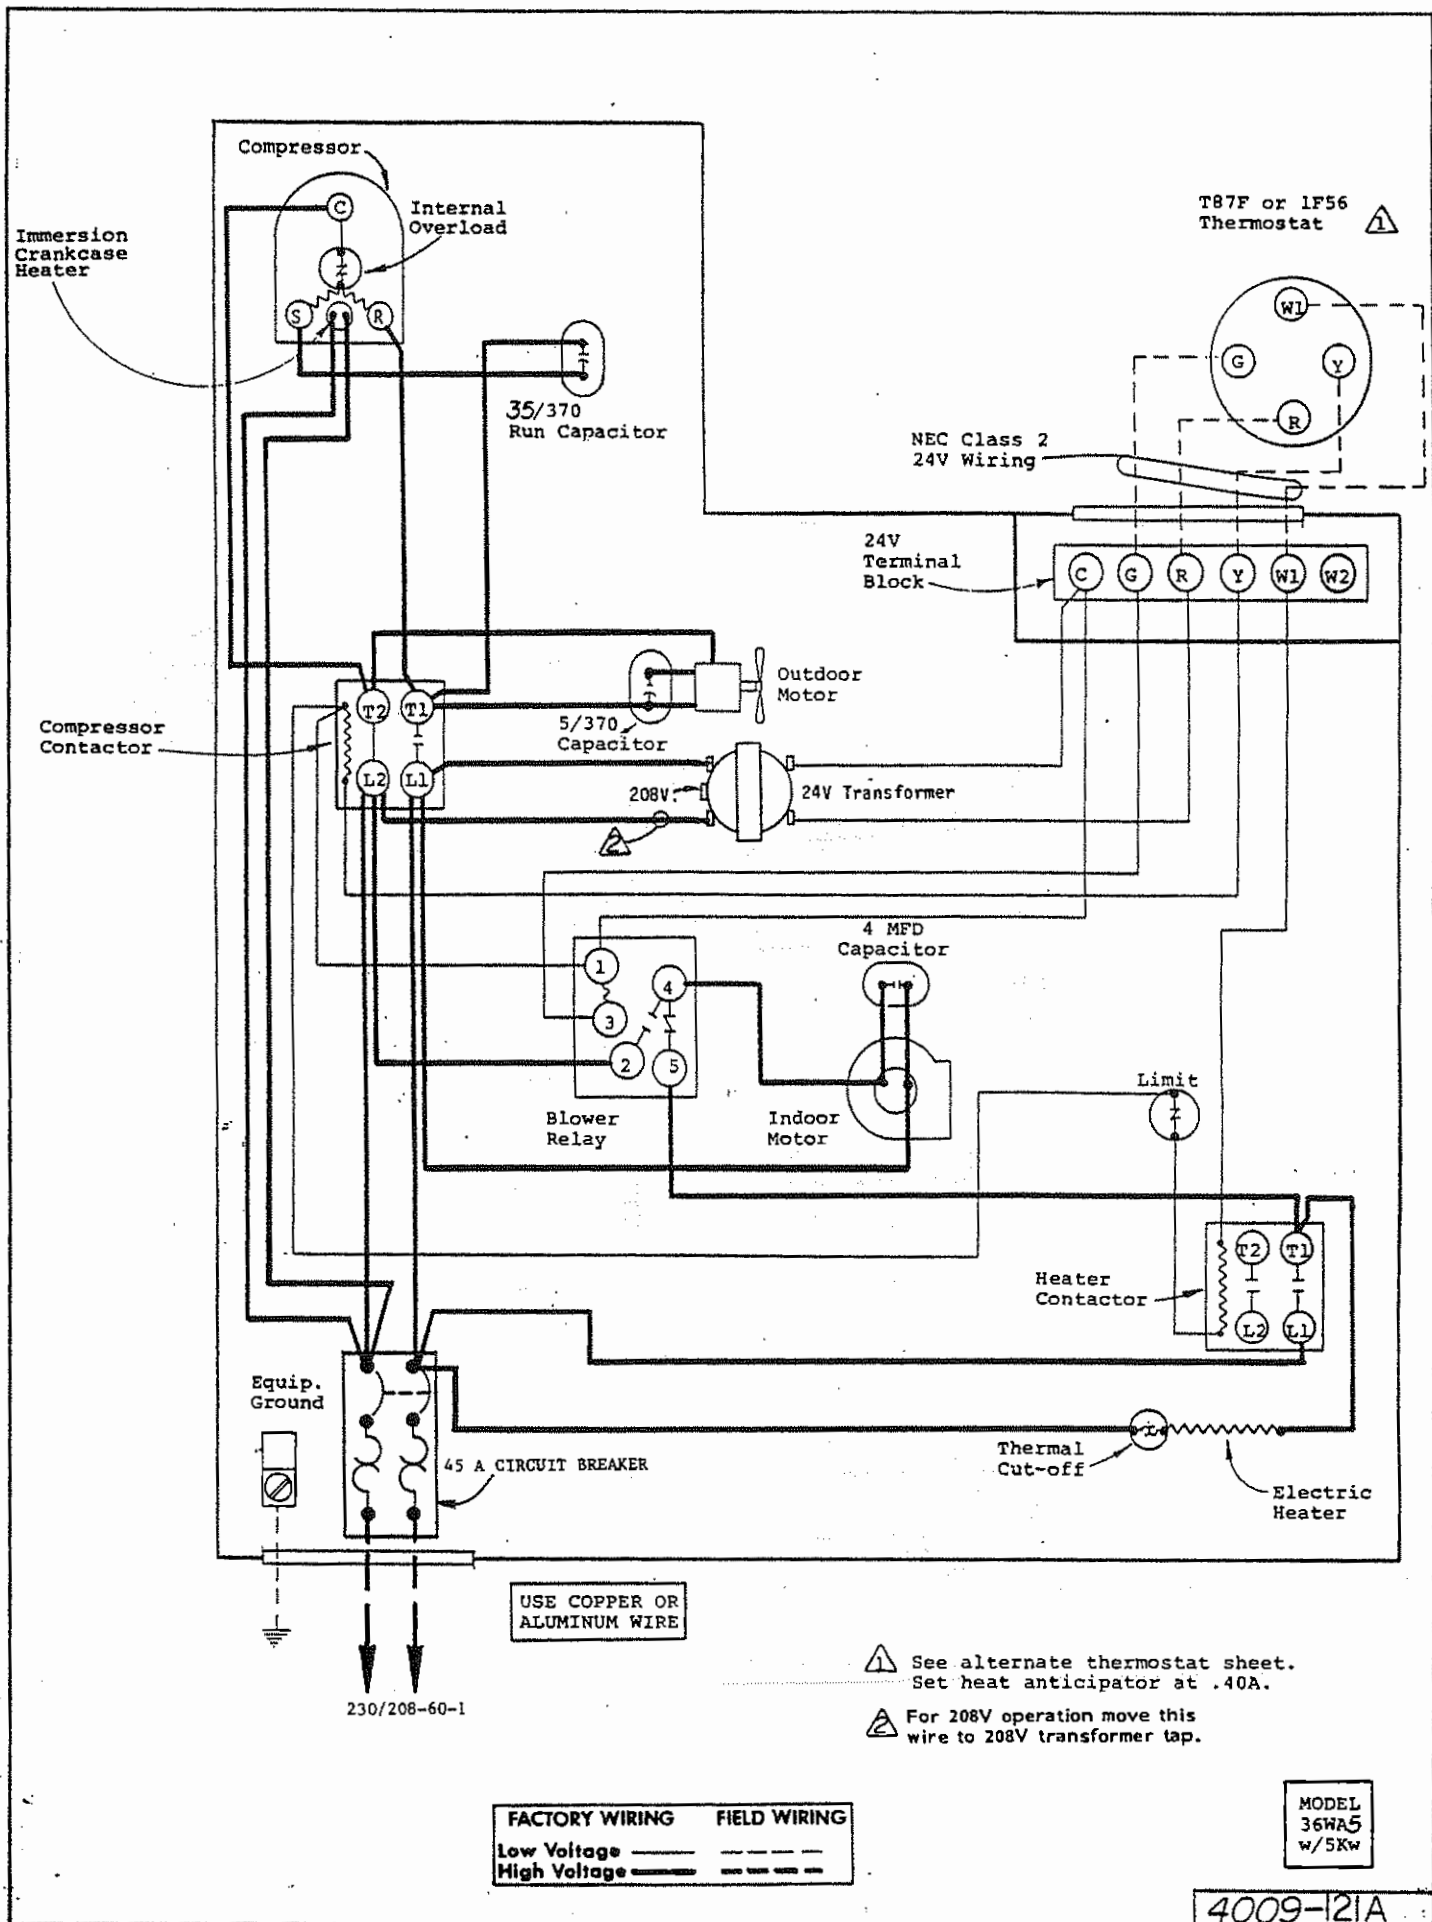 Compressor
C
Internal
Overload
Immersion
Crankcase
Heater
S
W1
R
35/370
Run Capacitor
T87F or 1F56
Thermostat
1
W1
G
Y
R
NEC Class 2
24V Wiring
24V
Terminal
Block
C
G
R
Y
W1
W2
Outdoor
Motor
Compressor
Contactor
T2
T1
5/370
Capacitor
L2
L1
208V.
24V Transformer
2
4 MFD
Capacitor
1
4
3
2
5
Blower
Relay
Indoor
Motor
Limit
Heater
Contactor
T2
T1
L2
L1
Equip.
Ground
45 A CIRCUIT BREAKER
Thermal
Cut-off
Electric
Heater
USE COPPER OR
ALUMINUM WIRE
230/208-60-1
1 See alternate thermostat sheet.
Set heat anticipator at .40A.
2 For 208V operation move this
wire to 208V transformer tap.
FACTORY WIRING FIELD WIRING
Low Voltage
High Voltage
MODEL
36WA5
w/5Kw
4009-121A